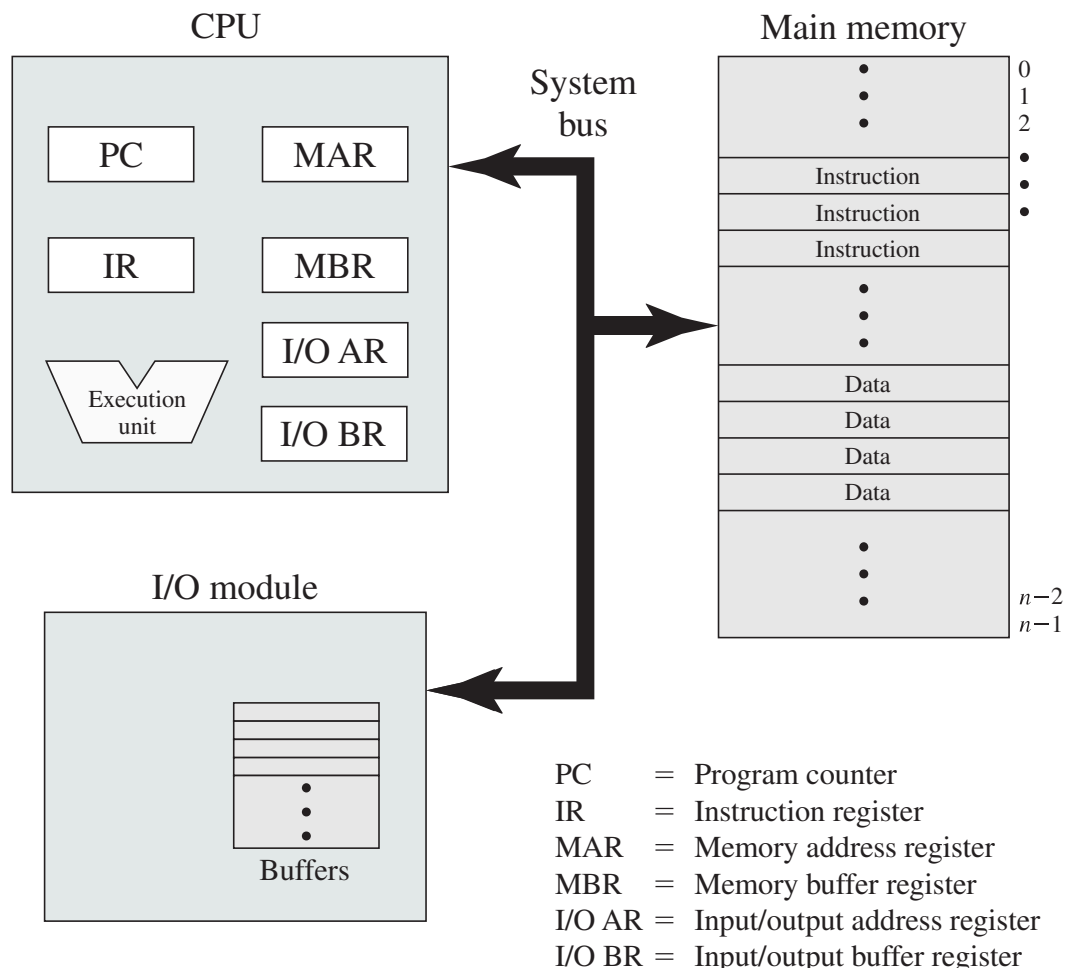 CPU
PC
MAR
IR
MBR
I/O AR
I/O BR
Execution
unit
System
bus
Main memory
0
1
2
Instruction
Instruction
Instruction
Data
Data
Data
Data
n−2
n−1
I/O module
Buffers
PC = Program counter
IR = Instruction register
MAR = Memory address register
MBR = Memory buffer register
I/O AR = Input/output address register
I/O BR = Input/output buffer register